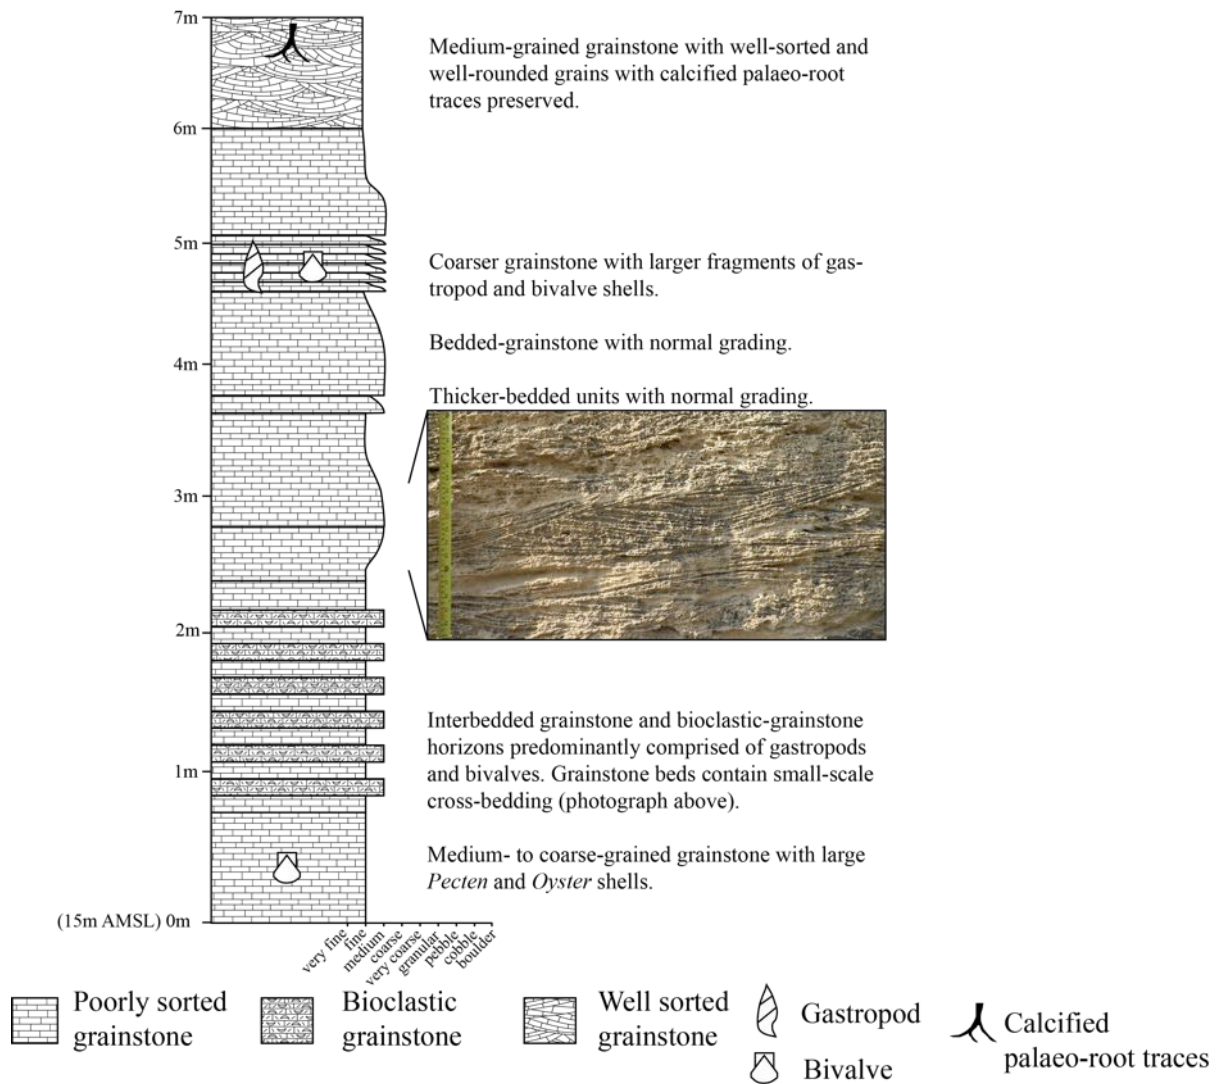 7m
Medium-grained grainstone with well-sorted and
well-rounded grains with calcified palaeo-root
traces preserved.
6m
5m
Coarser grainstone with larger fragments of gas-
tropod and bivalve shells.
Bedded-grainstone with normal grading.
4m
Thicker-bedded units with normal grading.
3m
2m
Interbedded grainstone and bioclastic-grainstone
horizons predominantly comprised of gastropods
and bivalves. Grainstone beds contain small-scale
cross-bedding (photograph above).
1m
Medium- to coarse-grained grainstone with large
Pecten and Oyster shells.
(15m AMSL) 0m
very fine
fine
medium
coarse
very coarse
granular
pebble
cobble
boulder
Poorly sorted
grainstone
Bioclastic
grainstone
Well sorted
grainstone
Gastropod
Bivalve
Calcified
palaeo-root traces